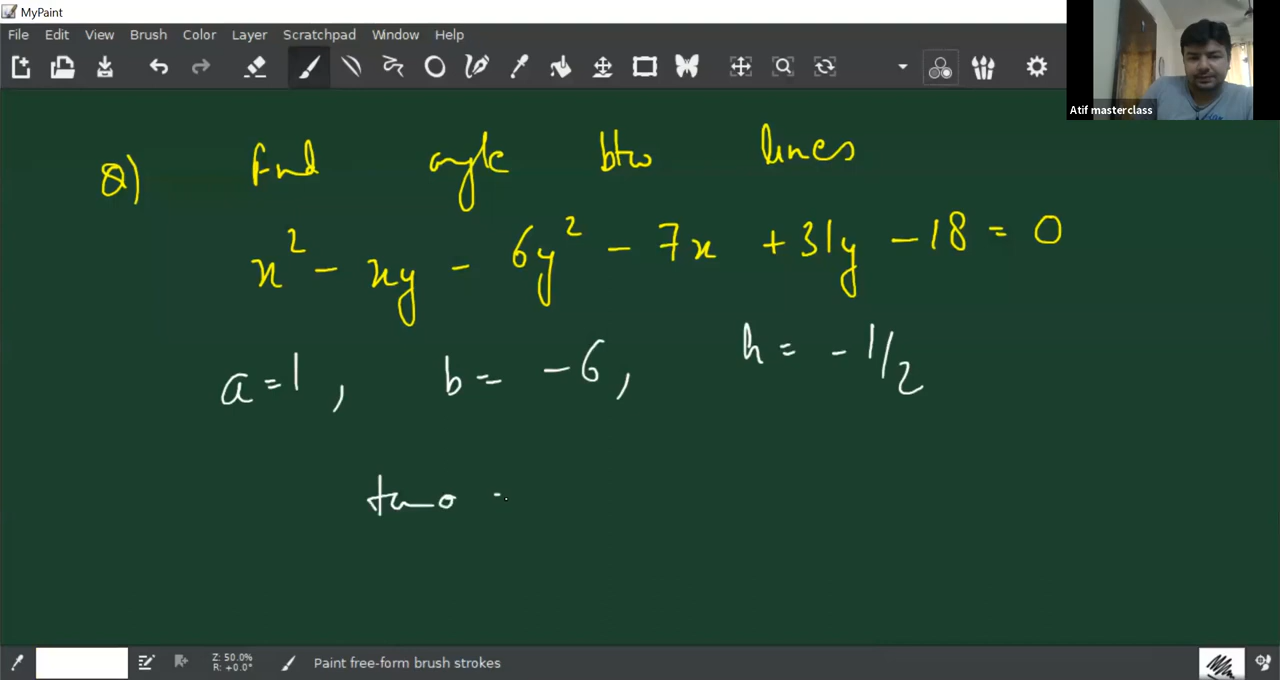 MyPaint
File Edit View Brush Color Layer Scratchpad Window Help
Atif masterclass
Q) Find angle btw lines
x² - xy - 6y² - 7x + 31y - 18 = 0
a = 1, b = -6, h = -1/2
Z: 50.0%
R: +0.0°
Paint free-form brush strokes